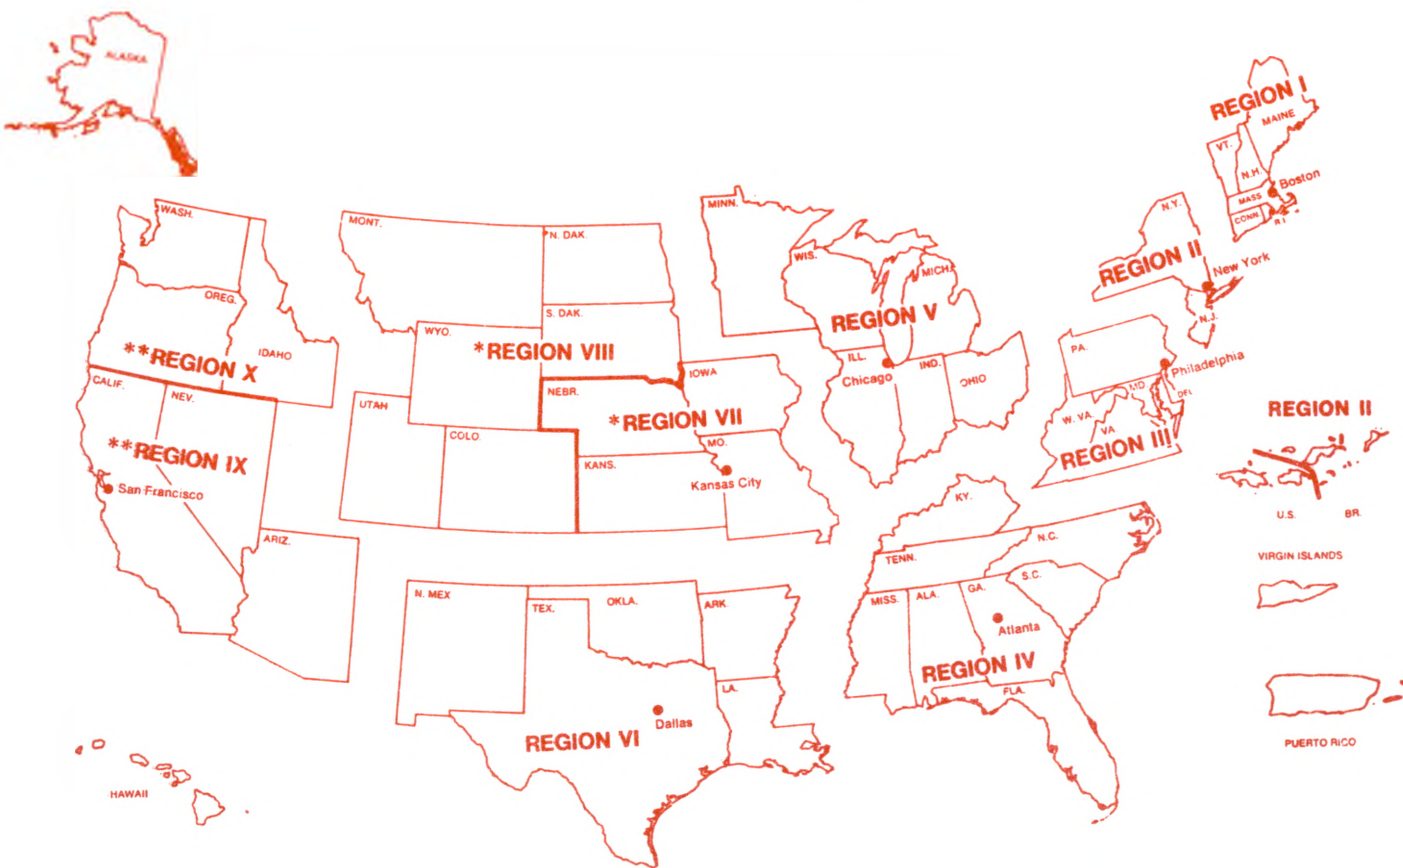 ALASKA
REGION I
MAINE
VT.
N.H.
MASS
Boston
CONN.
R.I.
N.Y.
REGION II
New York
N.J.
WASH.
OREG.
IDAHO
**REGION X
MONT.
N. DAK.
S. DAK.
WYO.
*REGION VIII
UTAH
COLO.
MINN.
WIS.
MICH.
REGION V
ILL.
IND.
OHIO
Chicago
PA.
Philadelphia
MD.
DEL
W. VA.
VA
REGION III
CALIF.
NEV.
**REGION IX
San Francisco
ARIZ.
NEBR.
IOWA
*REGION VII
KANS.
MO.
Kansas City
REGION II
U.S.
BR.
VIRGIN ISLANDS
PUERTO RICO
KY.
TENN.
N.C.
S.C.
MISS.
ALA.
GA.
Atlanta
REGION IV
FLA.
N. MEX
TEX.
OKLA.
ARK.
LA.
Dallas
REGION VI
HAWAII